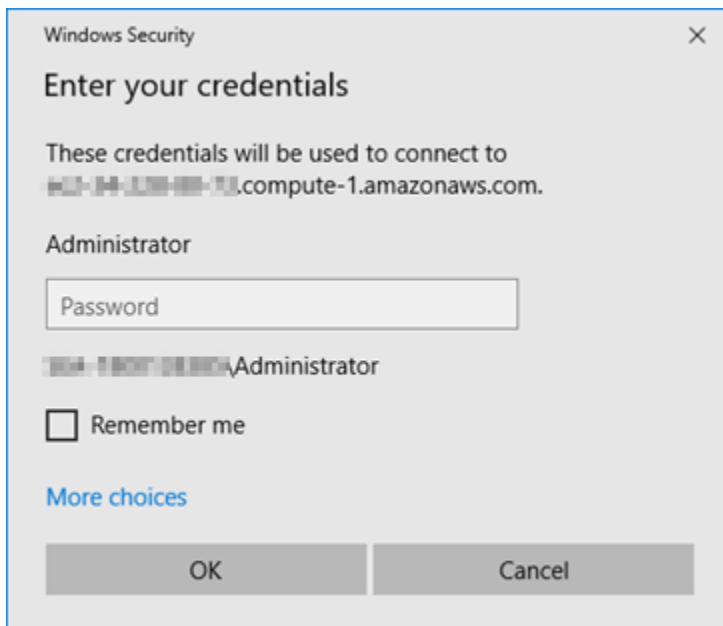 Windows Security
Enter your credentials
These credentials will be used to connect to
.compute-1.amazonaws.com.
Administrator
Password
\Administrator
Remember me
More choices
OK
Cancel